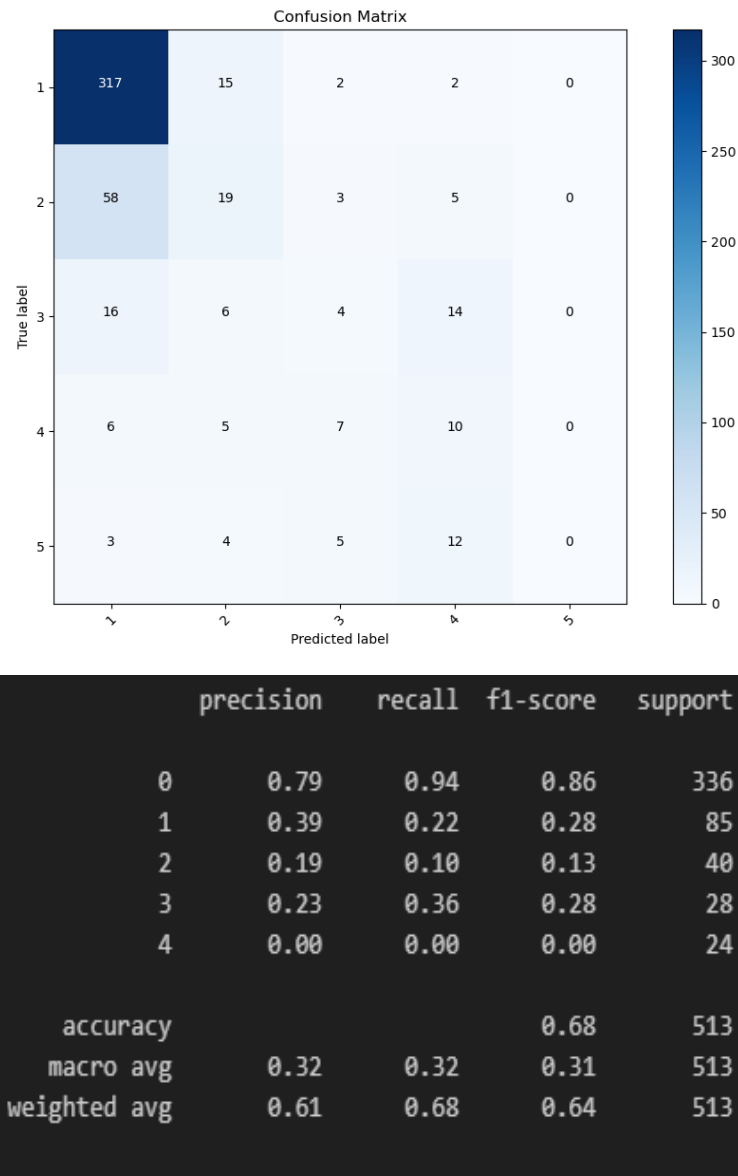 Confusion Matrix
1 317 15 2 2 0
2 58 19 3 5 0
3 16 6 4 14 0
4 6 5 7 10 0
5 3 4 5 12 0
True label
1 2 3 4 5
Predicted label
300
250
200
150
100
50
0
precision recall f1-score support
0 0.79 0.94 0.86 336
1 0.39 0.22 0.28 85
2 0.19 0.10 0.13 40
3 0.23 0.36 0.28 28
4 0.00 0.00 0.00 24
accuracy 0.68 513
macro avg 0.32 0.32 0.31 513
weighted avg 0.61 0.68 0.64 513